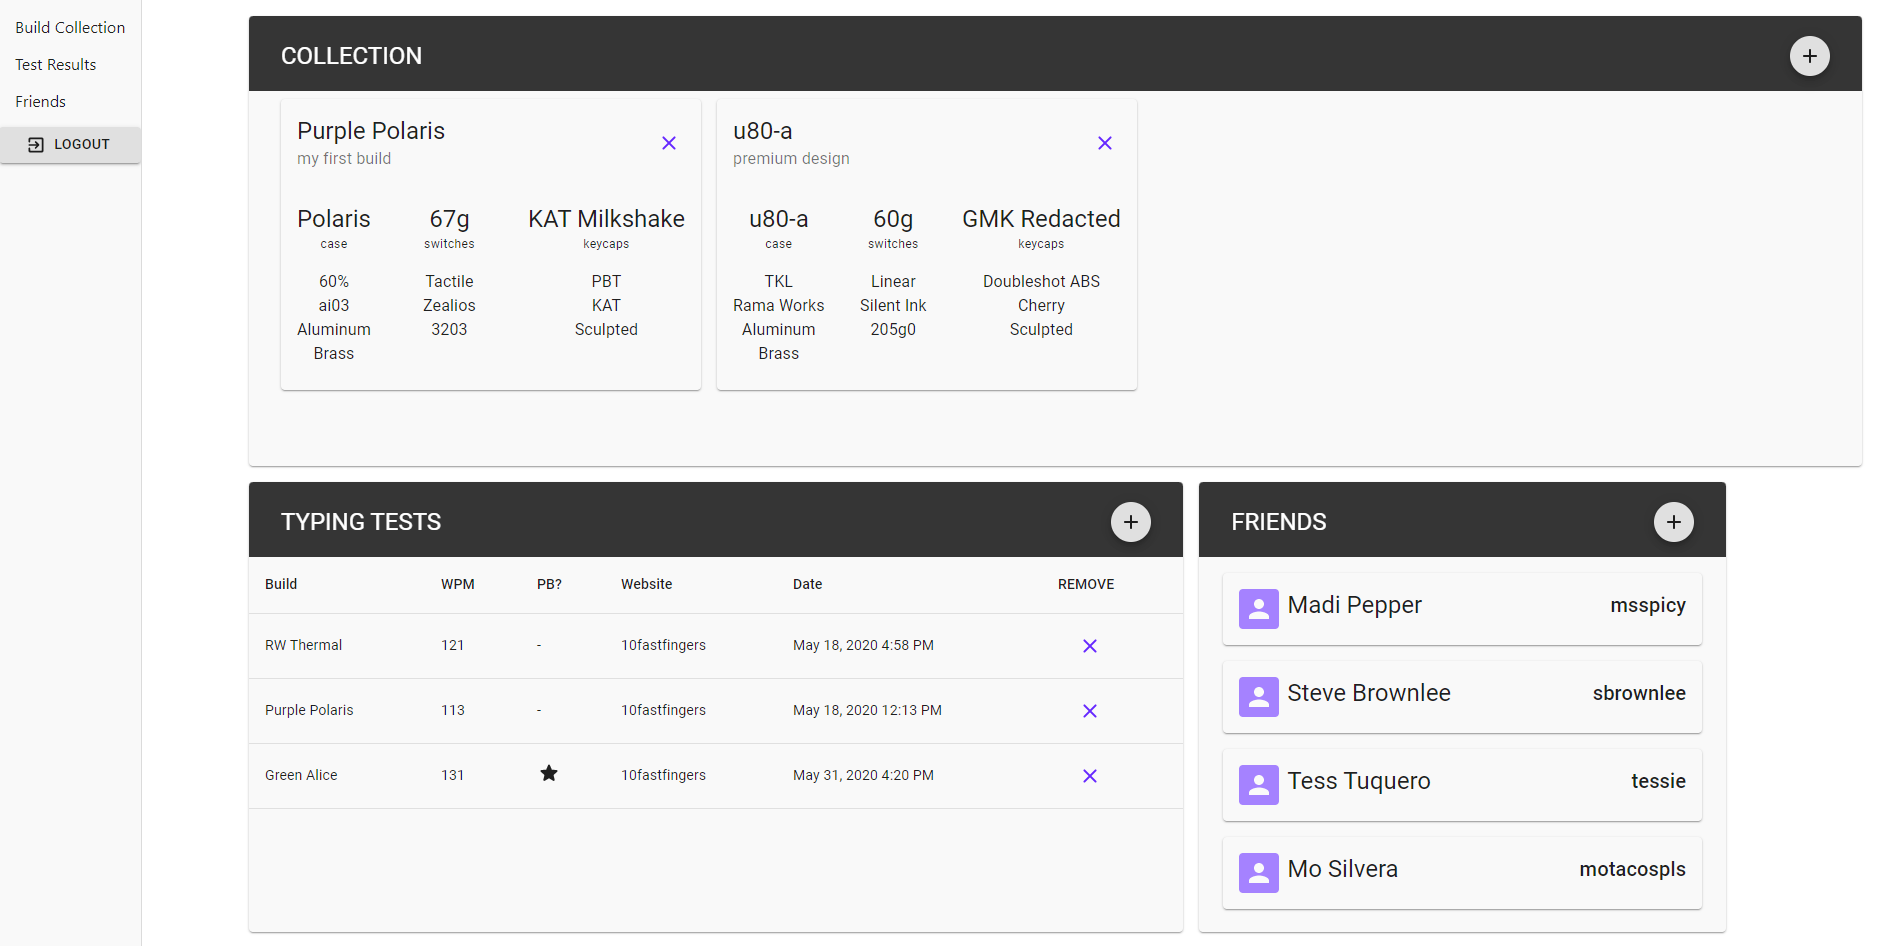 Build Collection
Test Results
Friends
LOGOUT
COLLECTION
Purple Polaris
my first build
Polaris 67g KAT Milkshake
case switches keycaps
60% Tactile PBT
ai03 Zealios KAT
Aluminum 3203 Sculpted
Brass
u80-a
premium design
u80-a 60g GMK Redacted
case switches keycaps
TKL Linear Doubleshot ABS
Rama Works Silent Ink Cherry
Aluminum 205g0 Sculpted
Brass
TYPING TESTS
Build WPM PB? Website Date REMOVE
RW Thermal 121 - 10fastfingers May 18, 2020 4:58 PM
Purple Polaris 113 - 10fastfingers May 18, 2020 12:13 PM
Green Alice 131 10fastfingers May 31, 2020 4:20 PM
FRIENDS
Madi Pepper msspicy
Steve Brownlee sbrownlee
Tess Tuquero tessie
Mo Silvera motacospls